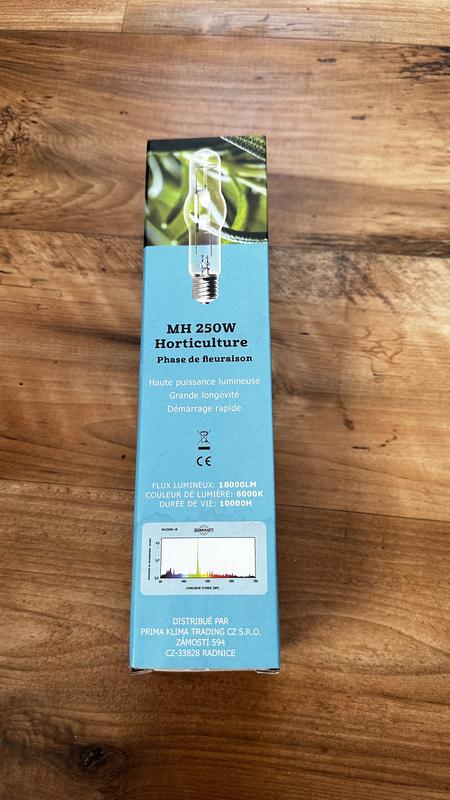 MH 250W
Horticulture
Phase de fleuraison
Haute puissance lumineuse
Grande longévité
Démarrage rapide
CE
FLUX LUMINEUX: 18000LM
COULEUR DE LUMIÈRE: 6000K
DURÉE DE VIE: 10000H
DISTRIBUÉ PAR
PRIMA KLIMA TRADING CZ S.R.O.
ZÁMOSTÍ 594
CZ-33828 RADNICE